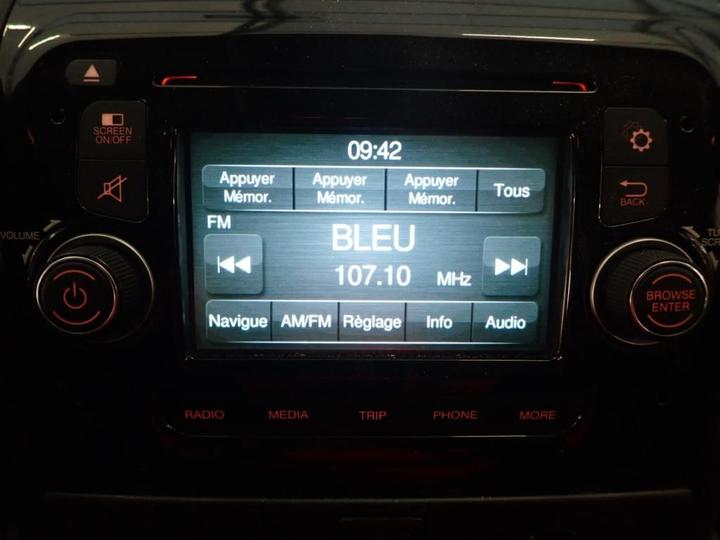 SCREEN
ON/OFF
VOLUME
09:42
Appuyer Mémor.
Appuyer Mémor.
Appuyer Mémor.
Tous
FM
BLEU
107.10 MHz
Navigue AM/FM Règlage Info Audio
BACK
BROWSE
ENTER
RADIO MEDIA TRIP PHONE MORE